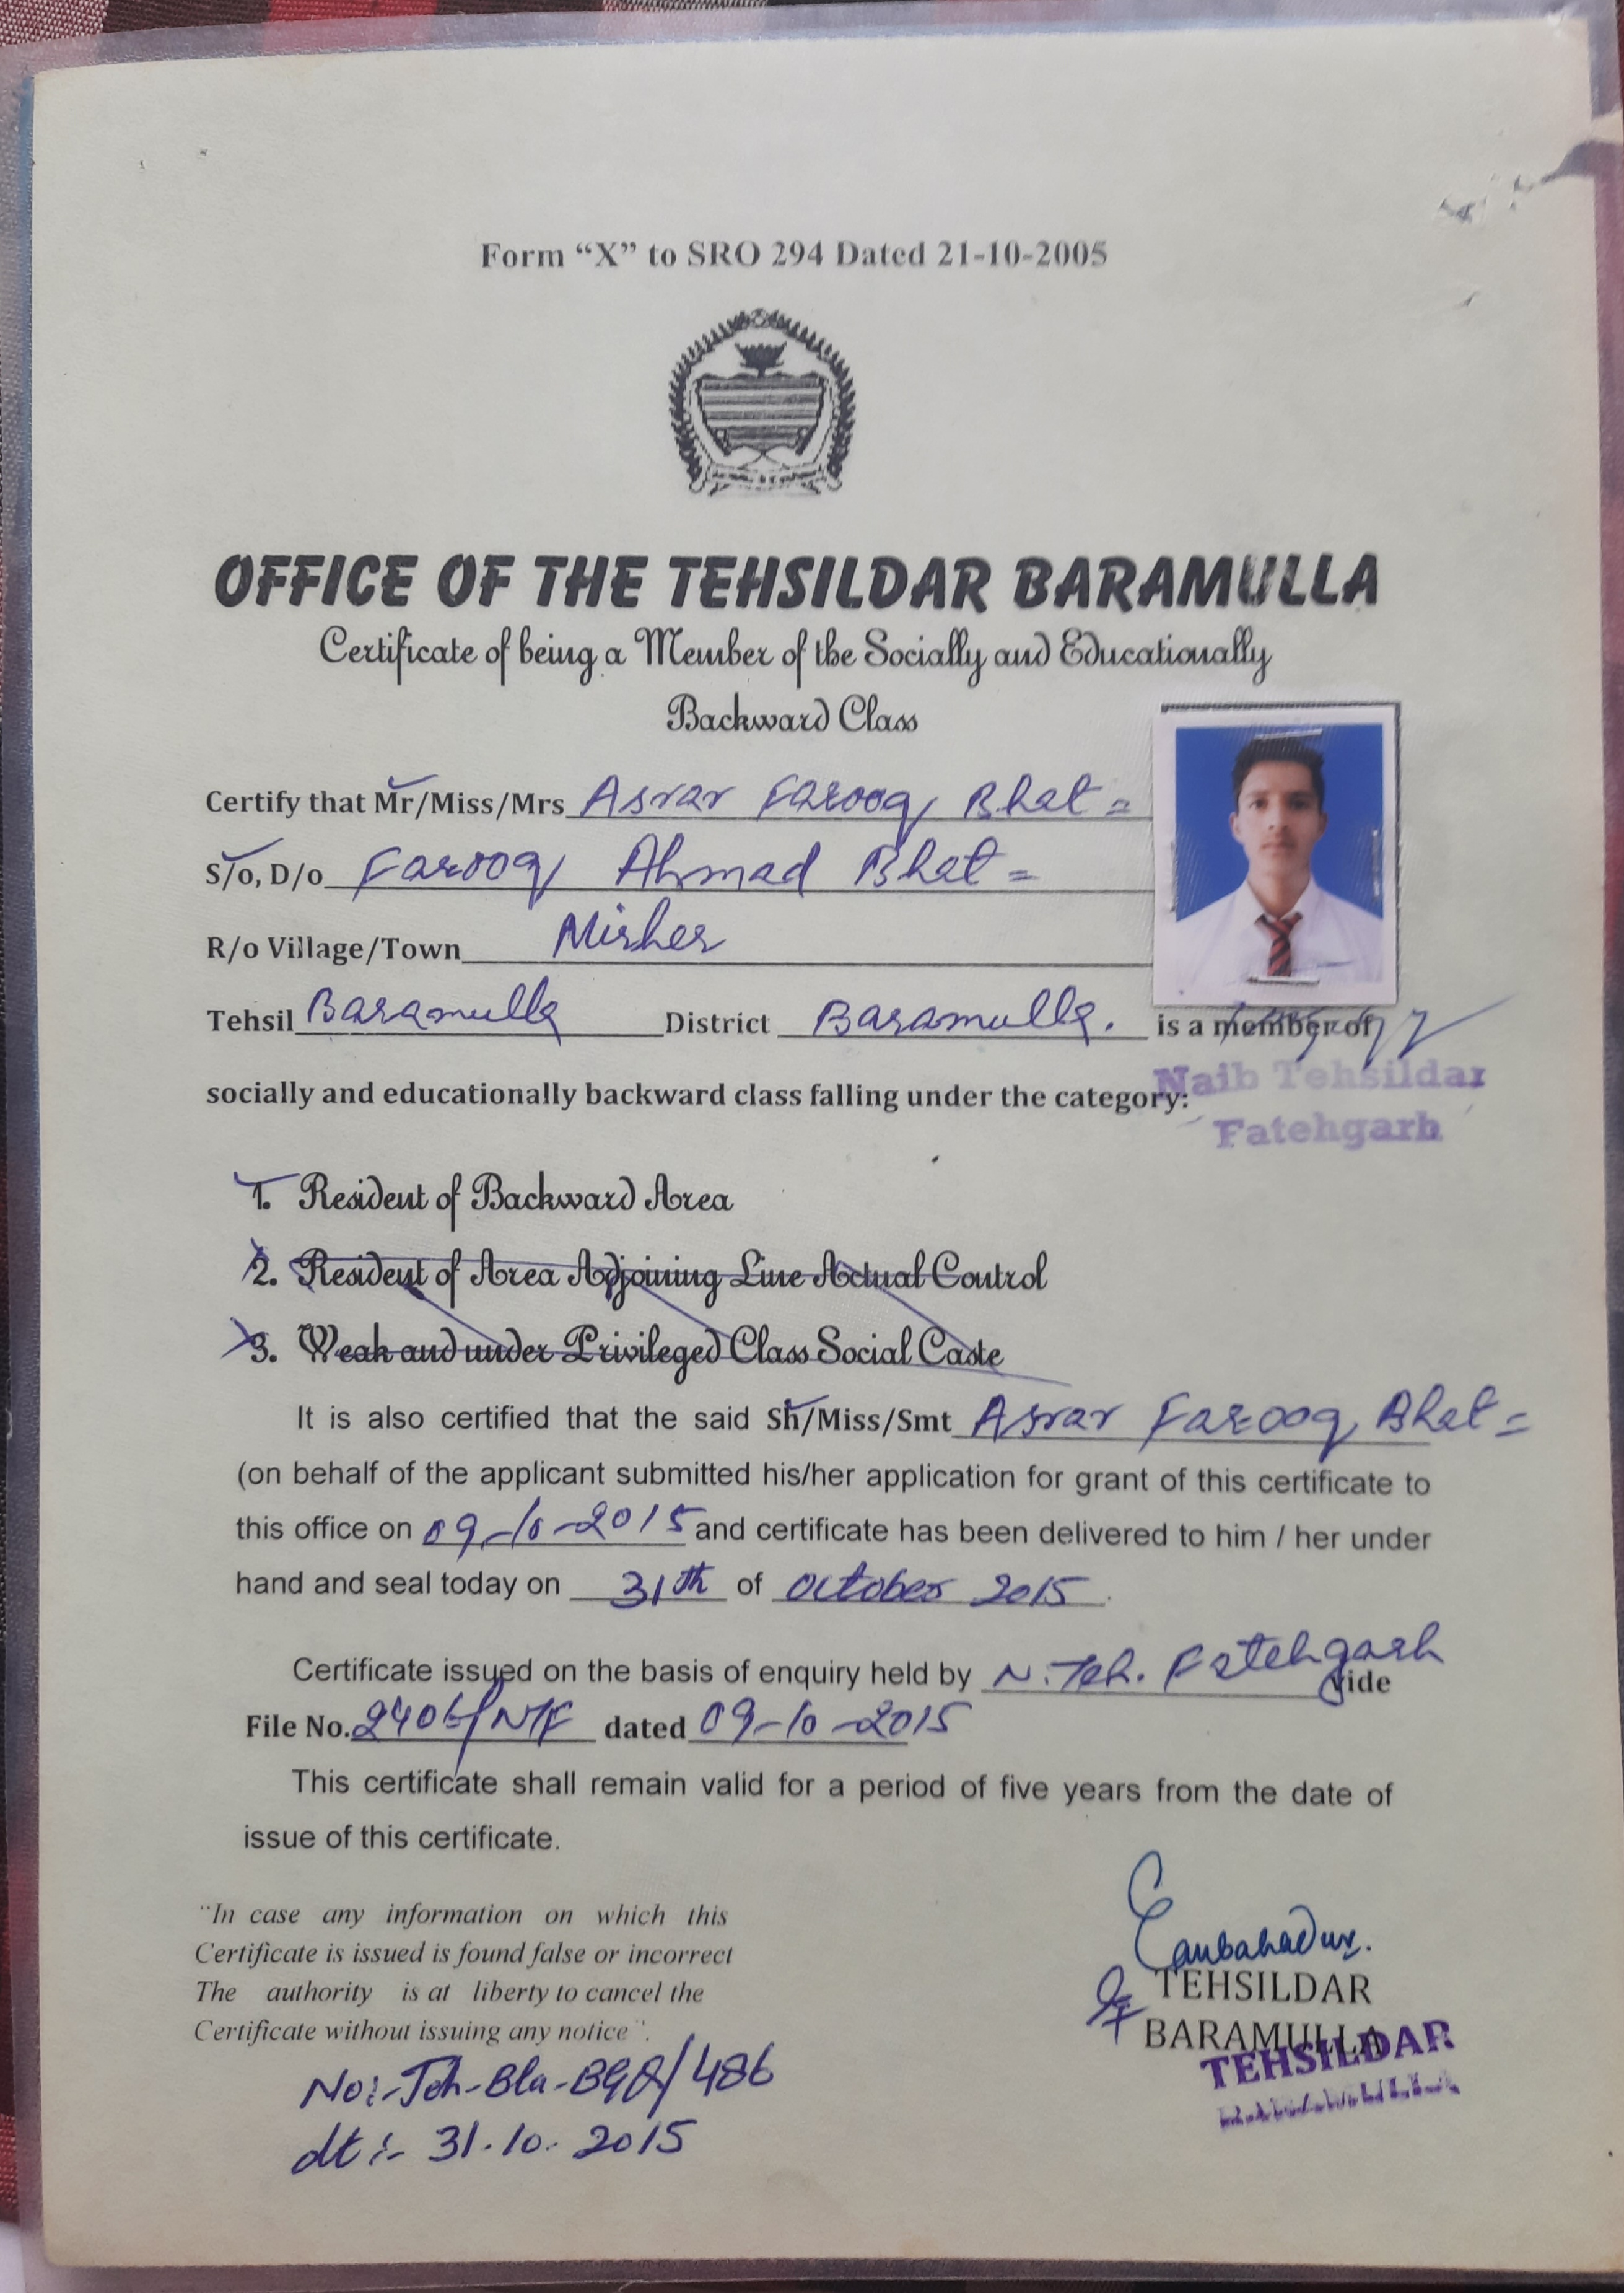 Form “X” to SRO 294 Dated 21-10-2005
OFFICE OF THE TEHSILDAR BARAMULLA
Certificate of being a Member of the Socially and Educationally
Backward Class
Certify that Mr/Miss/Mrs Asrar Farooq Bhat =
S/o, D/o Farooq Ahmad Bhat =
R/o Village/Town Misher
Tehsil Baramulla District Baramulla. is a member of
socially and educationally backward class falling under the category:
Naib Tehsildar
Fatehgarh
1. Resident of Backward Area
2. Resident of Area Adjoining Line Actual Control
3. Weak and under Privileged Class Social Caste
It is also certified that the said Sh/Miss/Smt Asrar Farooq Bhat =
(on behalf of the applicant submitted his/her application for grant of this certificate to
this office on 09-10-2015 and certificate has been delivered to him / her under
hand and seal today on 31th of October 2015.
Certificate issued on the basis of enquiry held by N.Teh. Fatehgarh vide
File No. dated 09-10-2015
This certificate shall remain valid for a period of five years from the date of
issue of this certificate.
"In case any information on which this
Certificate is issued is found false or incorrect
The authority is at liberty to cancel the
Certificate without issuing any notice".
TEHSILDAR
BARAMULLA
TEHSILDAR
BARAMULLA
No:-Teh-Bla-BGQ/486
dt:- 31.10.2015